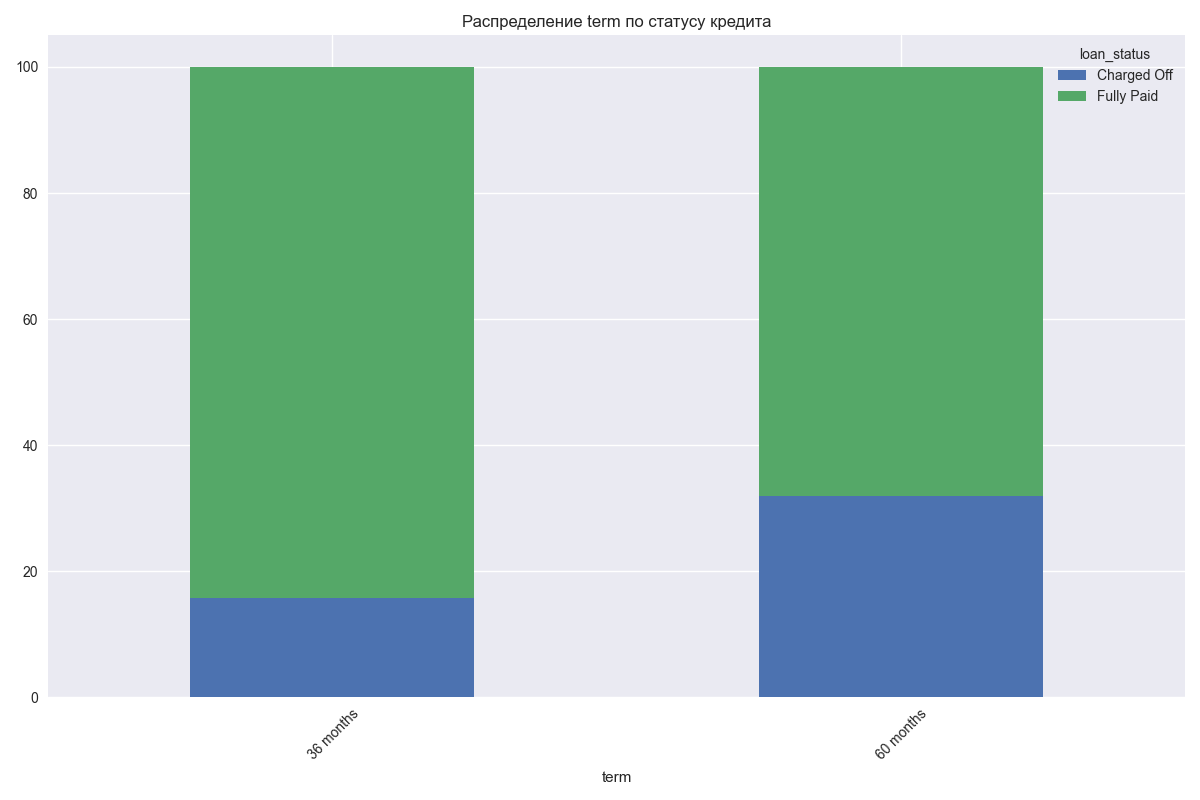 Распределение term по статусу кредита
loan_status
Charged Off
Fully Paid
100
80
60
40
20
0
36 months
60 months
term